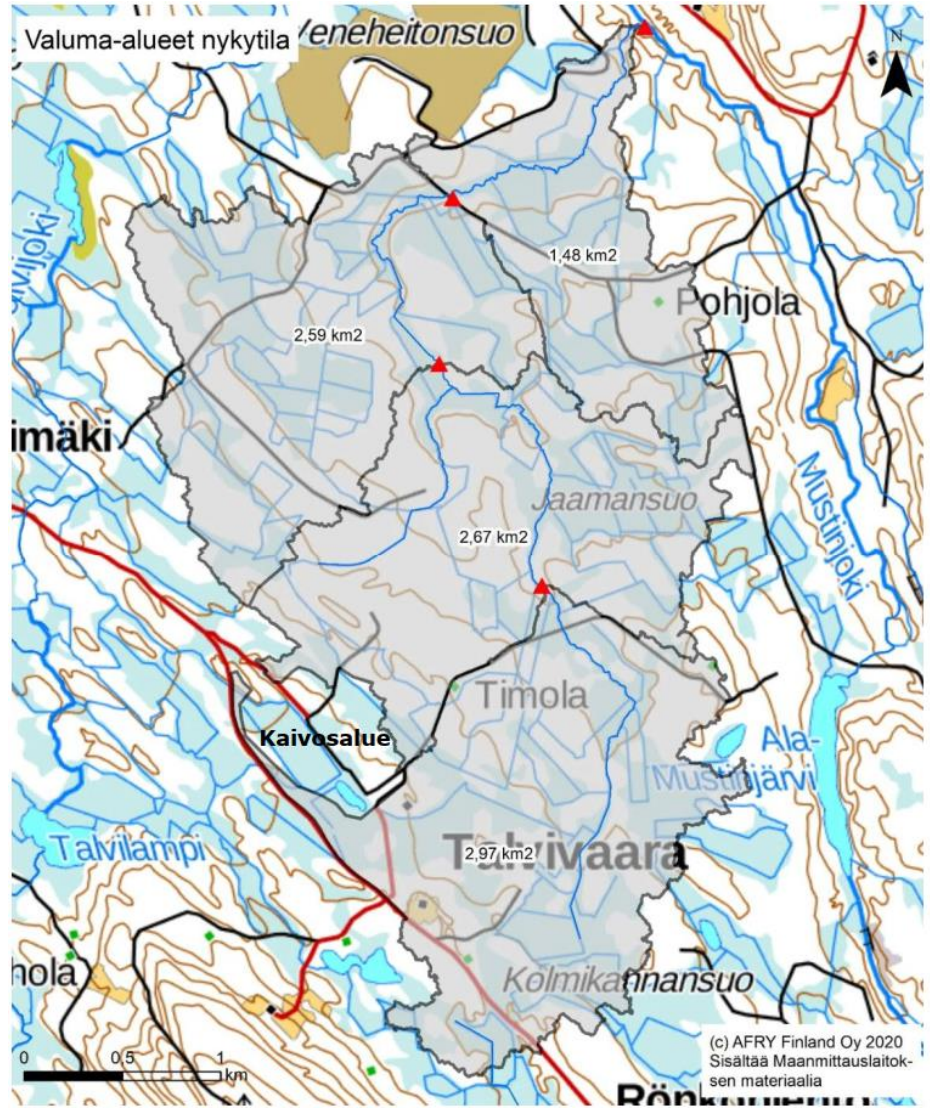 Valuma-alueet nykytila
Veneheitonsuo
N
1,48 km2
Pohjola
2,59 km2
imäki
Jaamansuo
Mustinjoki
2,67 km2
Timola
Kaivosalue
Ala-
Mustinjärvi
Talvilampi
Talvivaara
2,97 km2
nola
Kolmikannansuo
0 0,5 1
km
(c) AFRY Finland Oy 2020
Sisältää Maanmittauslaitok-
sen materiaalia